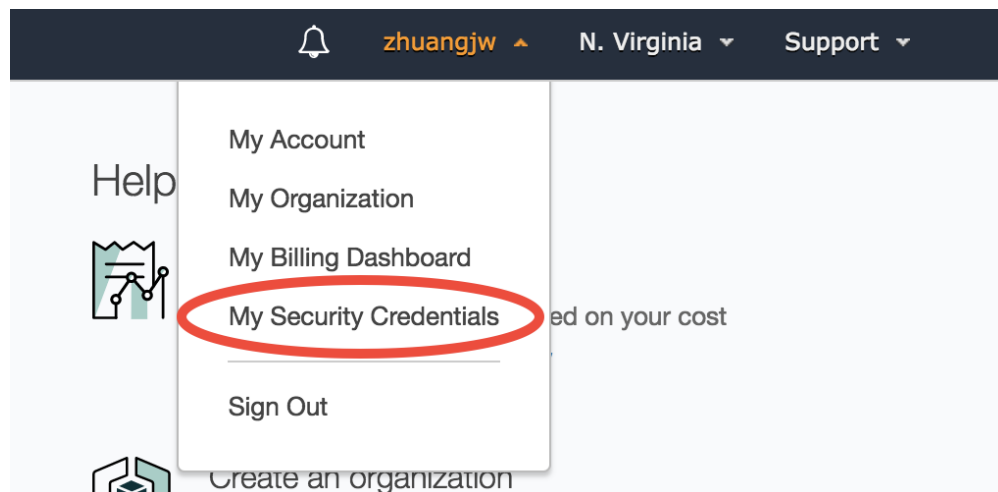 zhuangjw N. Virginia Support
My Account
Help
My Organization
My Billing Dashboard
My Security Credentials ed on your cost
Sign Out
Create an organization